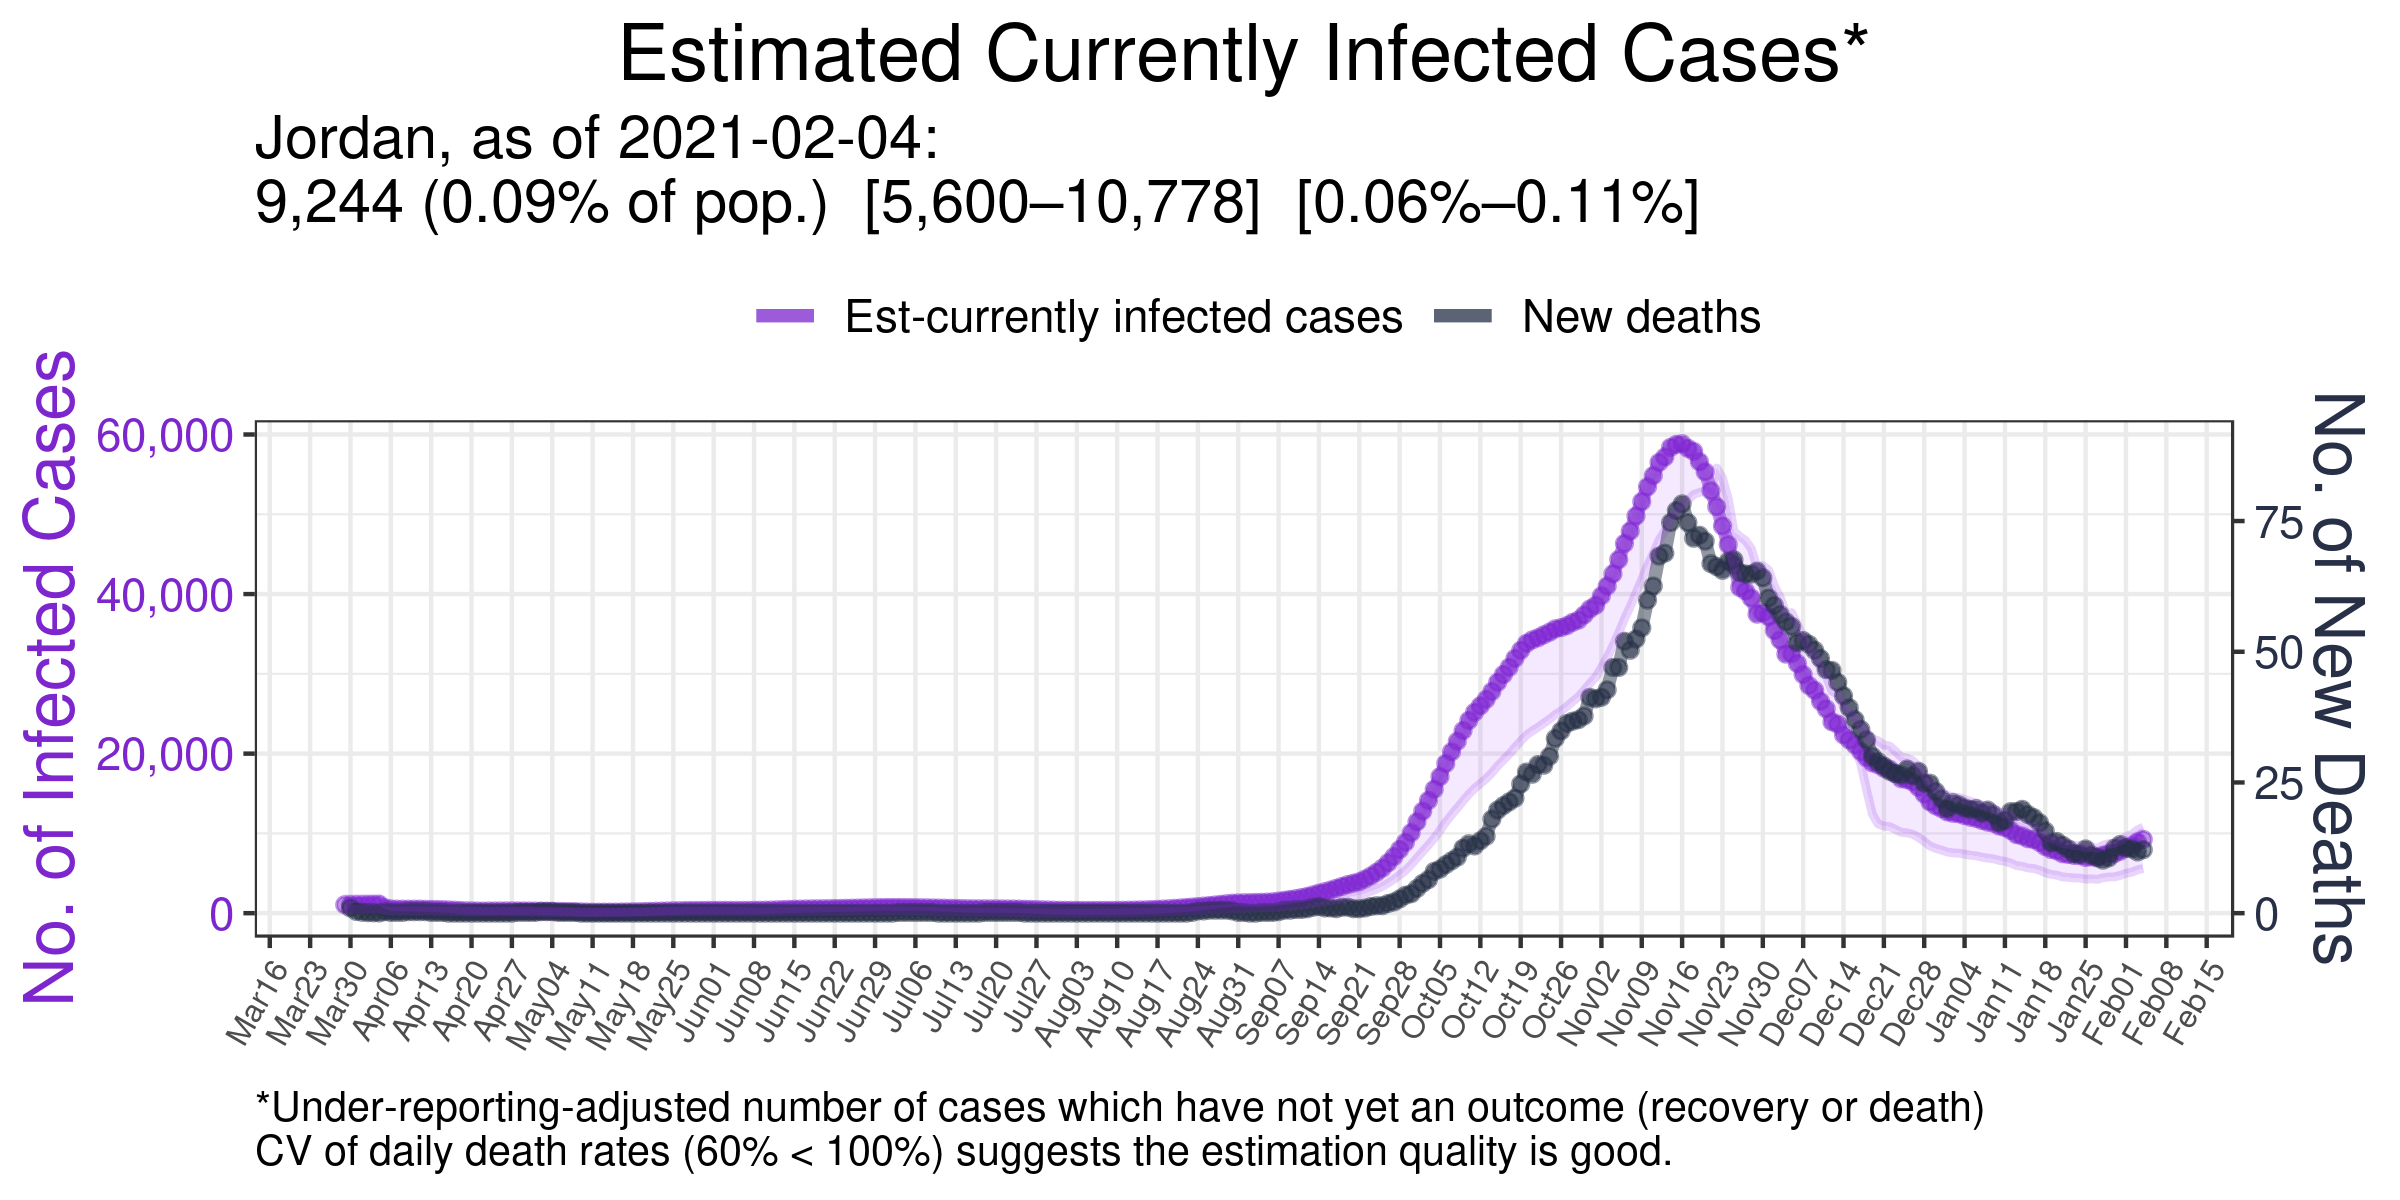 Estimated Currently Infected Cases*
Jordan, as of 2021-02-04:
9,244 (0.09% of pop.)  [5,600–10,778]  [0.06%–0.11%]
Est-currently infected cases
New deaths
No. of Infected Cases
60,000
40,000
20,000
0
75
50
25
0
No. of New Deaths
Mar16
Mar23
Mar30
Apr06
Apr13
Apr20
Apr27
May04
May11
May18
May25
Jun01
Jun08
Jun15
Jun22
Jun29
Jul06
Jul13
Jul20
Jul27
Aug03
Aug10
Aug17
Aug24
Aug31
Sep07
Sep14
Sep21
Sep28
Oct05
Oct12
Oct19
Oct26
Nov02
Nov09
Nov16
Nov23
Nov30
Dec07
Dec14
Dec21
Dec28
Jan04
Jan11
Jan18
Jan25
Feb01
Feb08
Feb15
*Under-reporting-adjusted number of cases which have not yet an outcome (recovery or death)
CV of daily death rates (60% < 100%) suggests the estimation quality is good.